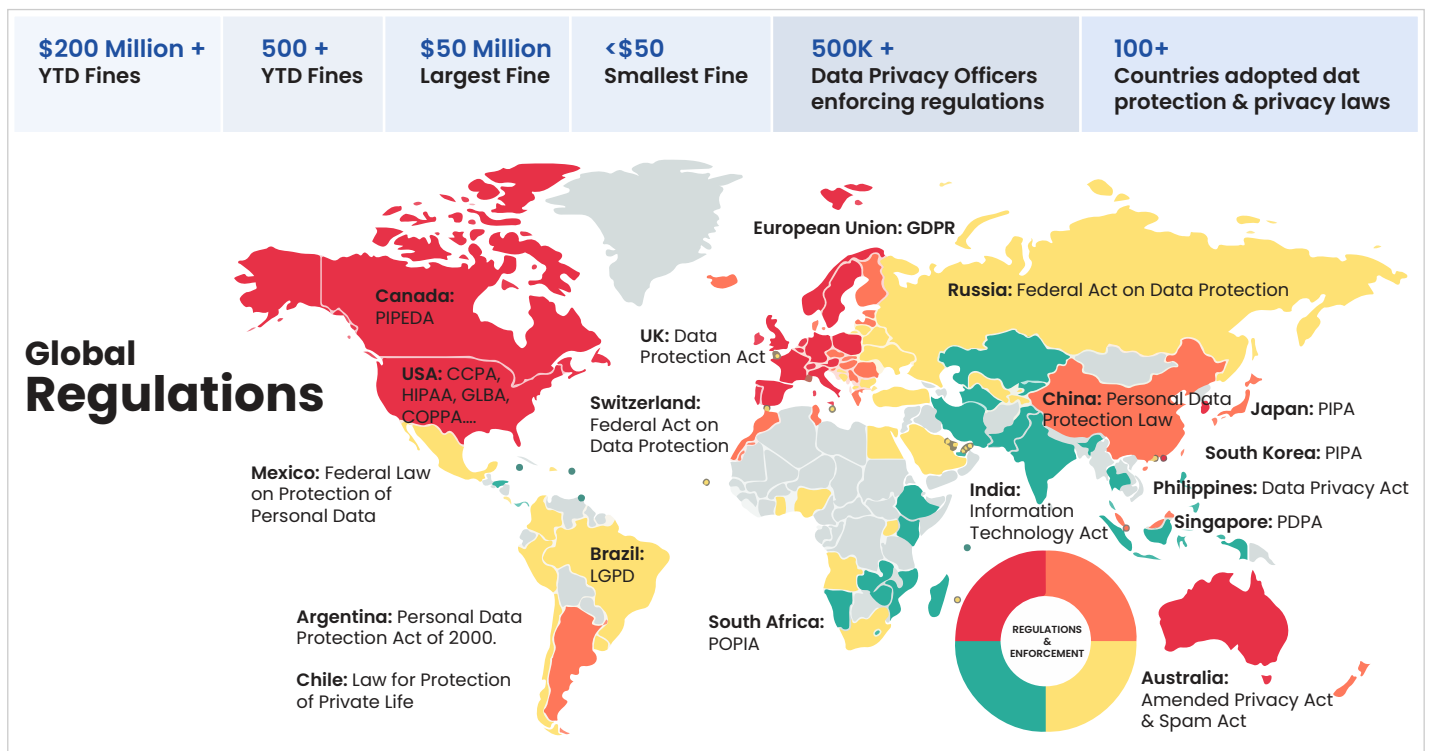 $200 Million +
YTD Fines
500 +
YTD Fines
$50 Million
Largest Fine
<$50
Smallest Fine
500K +
Data Privacy Officers
enforcing regulations
100+
Countries adopted dat
protection & privacy laws
Global
Regulations
European Union: GDPR
Canada:
PIPEDA
Russia: Federal Act on Data Protection
UK: Data
Protection Act
USA: CCPA,
HIPAA, GLBA,
COPPA....
Switzerland:
Federal Act on
Data Protection
China: Personal Data
Protection Law
Japan: PIPA
South Korea: PIPA
Mexico: Federal Law
on Protection of
Personal Data
India:
Information
Technology Act
Philippines: Data Privacy Act
Singapore: PDPA
Brazil:
LGPD
Argentina: Personal Data
Protection Act of 2000.
South Africa:
POPIA
REGULATIONS
&
ENFORCEMENT
Chile: Law for Protection
of Private Life
Australia:
Amended Privacy Act
& Spam Act